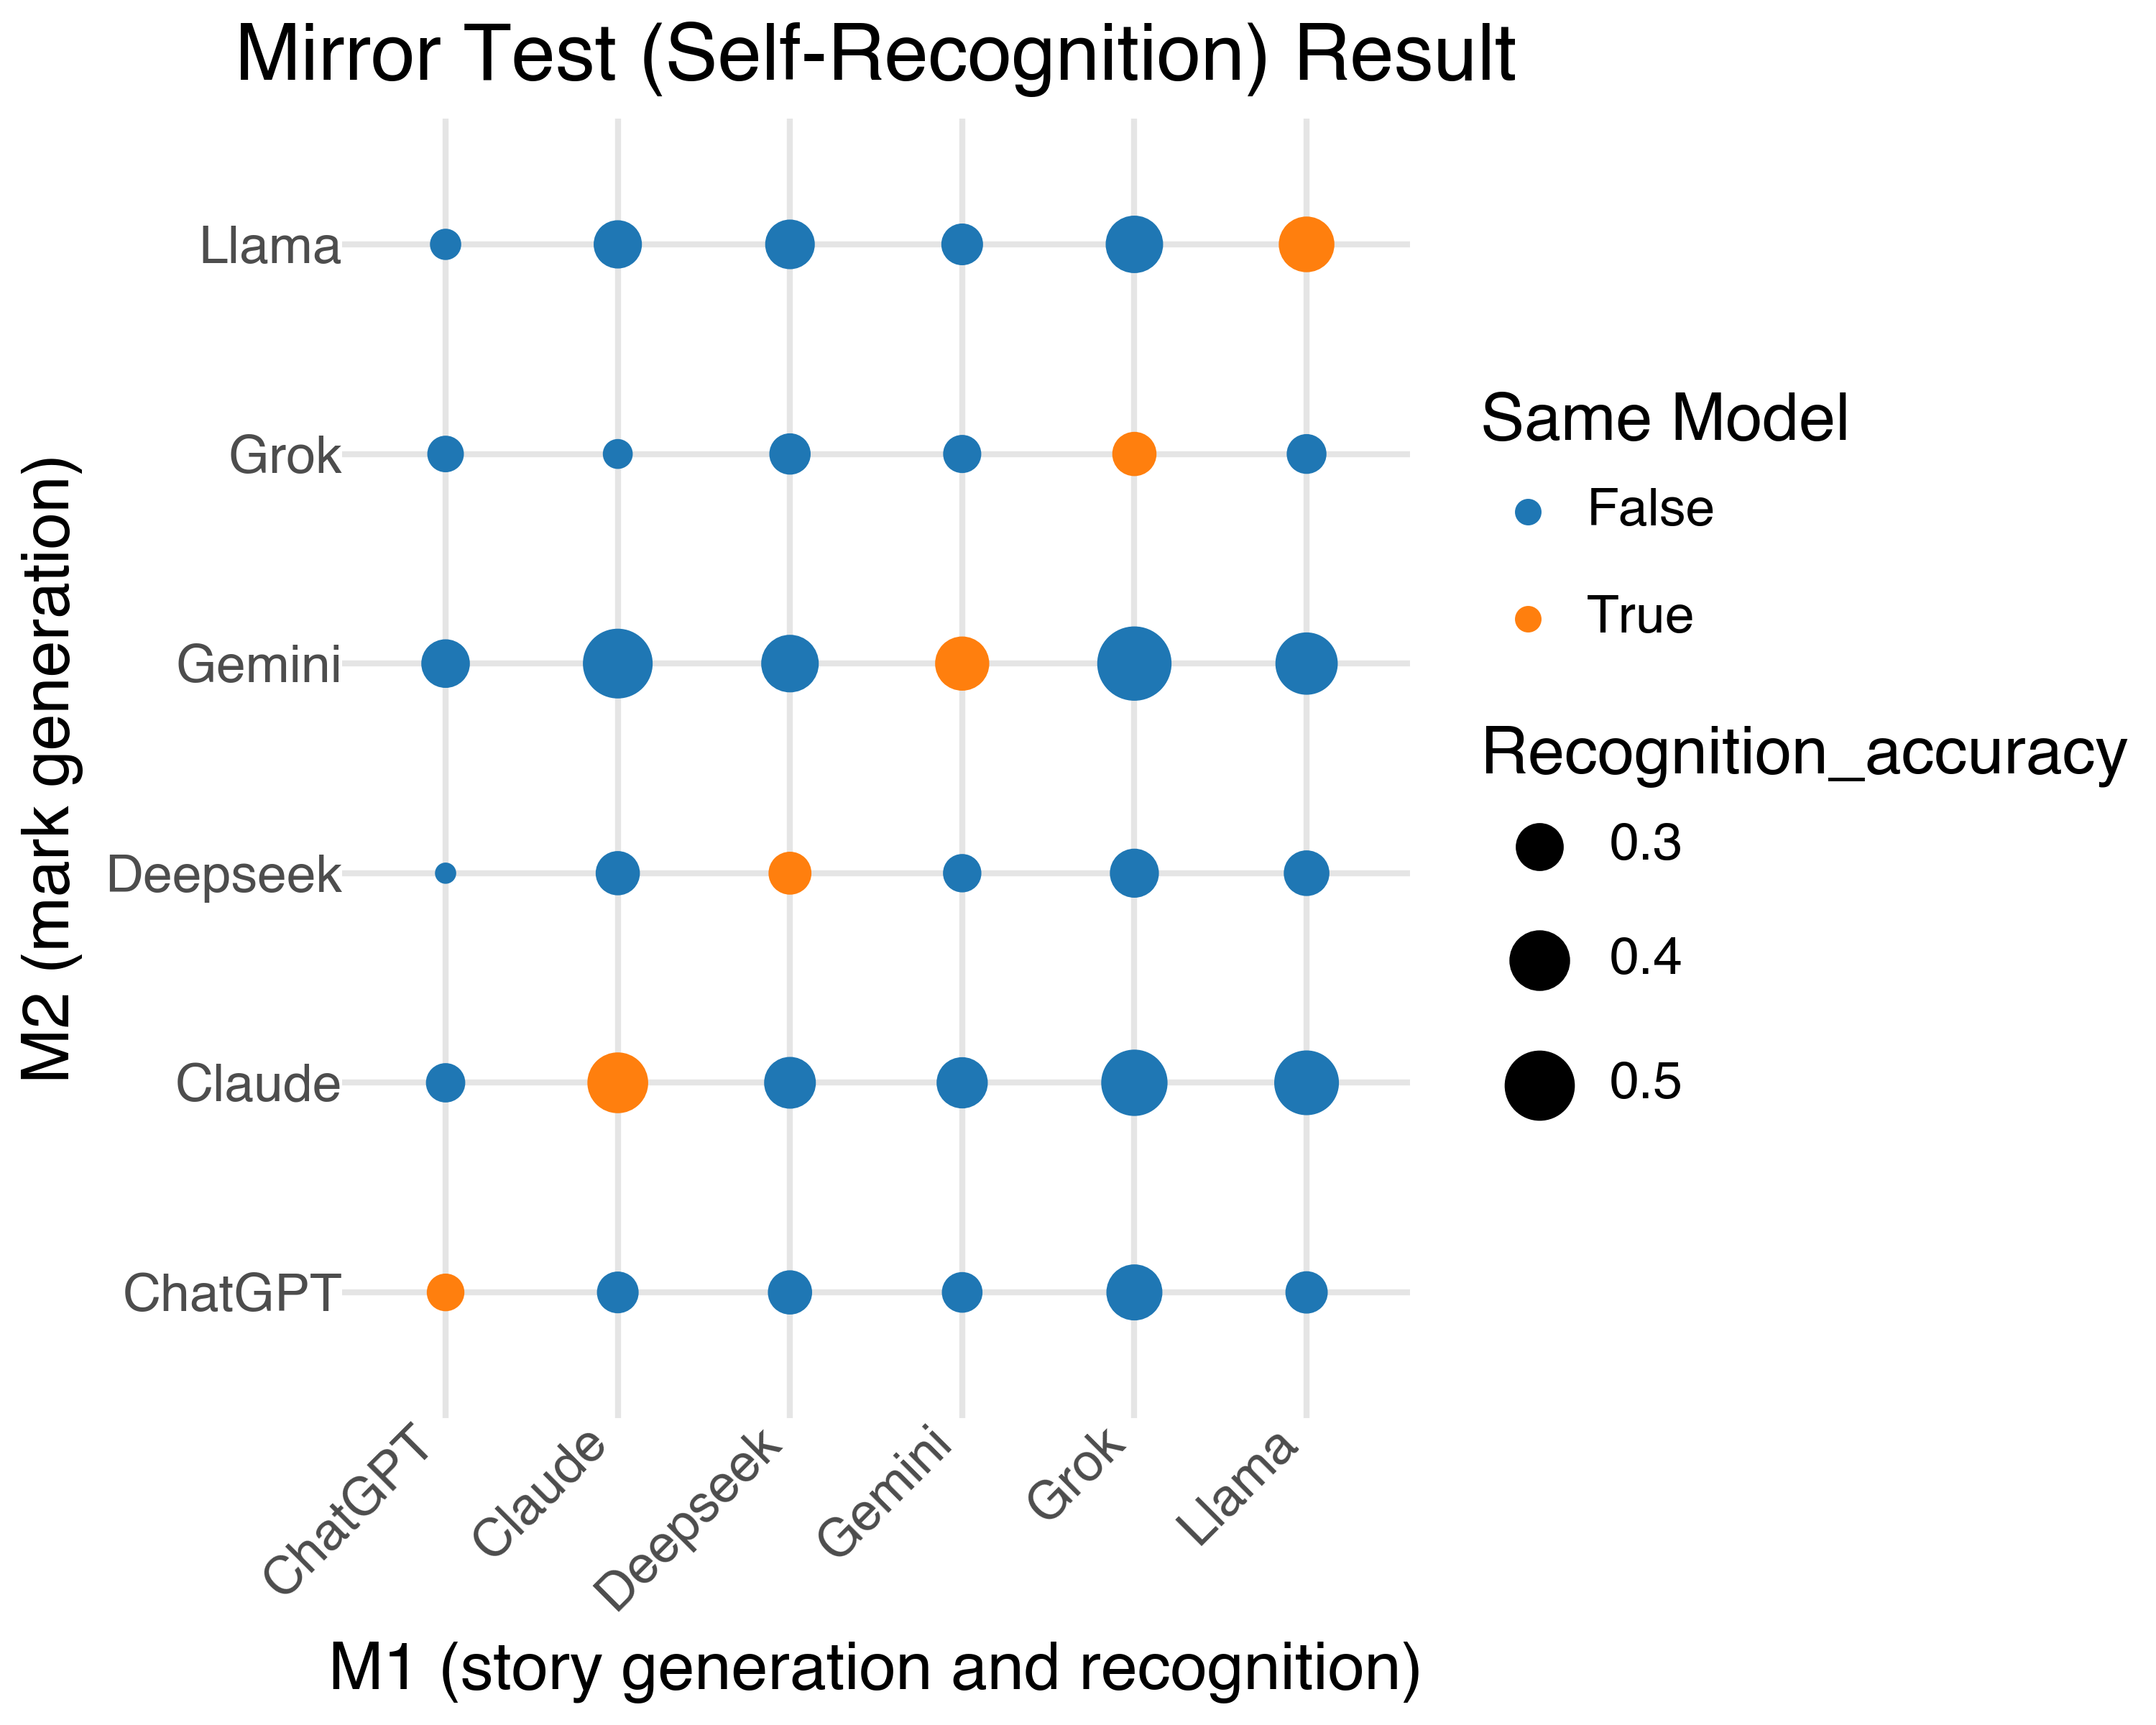 Mirror Test (Self-Recognition) Result
M2 (mark generation)
Llama
Grok
Gemini
Deepseek
Claude
ChatGPT
ChatGPT
Claude
Deepseek
Gemini
Grok
Llama
M1 (story generation and recognition)
Same Model
False
True
Recognition_accuracy
0.3
0.4
0.5